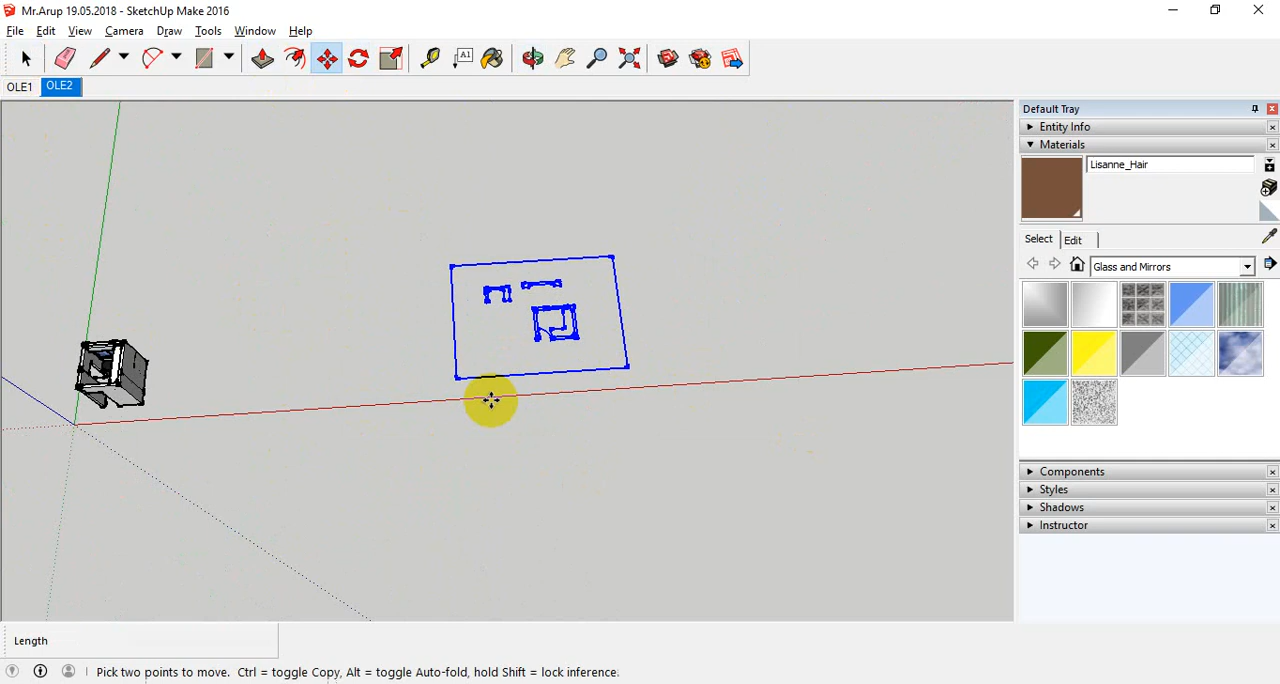 Mr.Arup 19.05.2018 - SketchUp Make 2016
File Edit View Camera Draw Tools Window Help
A1
OLE1 OLE2
Default Tray
Entity Info
Materials
Lisanne_Hair
Select Edit
Glass and Mirrors
Components
Styles
Shadows
Instructor
Length
Pick two points to move. Ctrl = toggle Copy, Alt = toggle Auto-fold, hold Shift = lock inference.